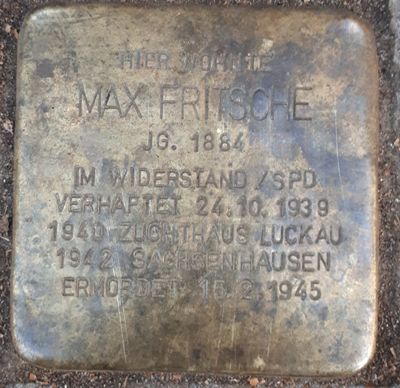 HIER WOHNTE
MAX FRITSCHE
JG. 1884
IM WIDERSTAND / SPD
VERHAFTET 24.10.1939
1940 ZUCHTHAUS LUCKAU
1942 SACHSENHAUSEN
ERMORDET 15.2.1945